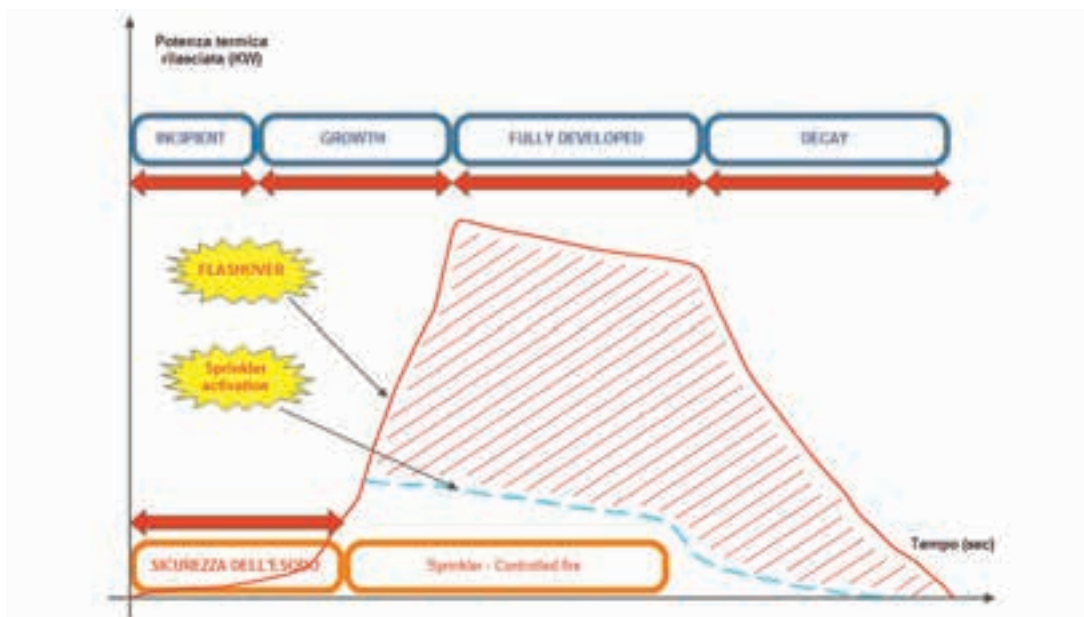 Potenza termica
rilasciata (KW)
INCIPIENT
GROWTH
FULLY DEVELOPED
DECAY
FLASHOVER
Sprinkler
activation
Tempo (sec)
SICUREZZA DELL'ESODO
Sprinkler - Controlled fire